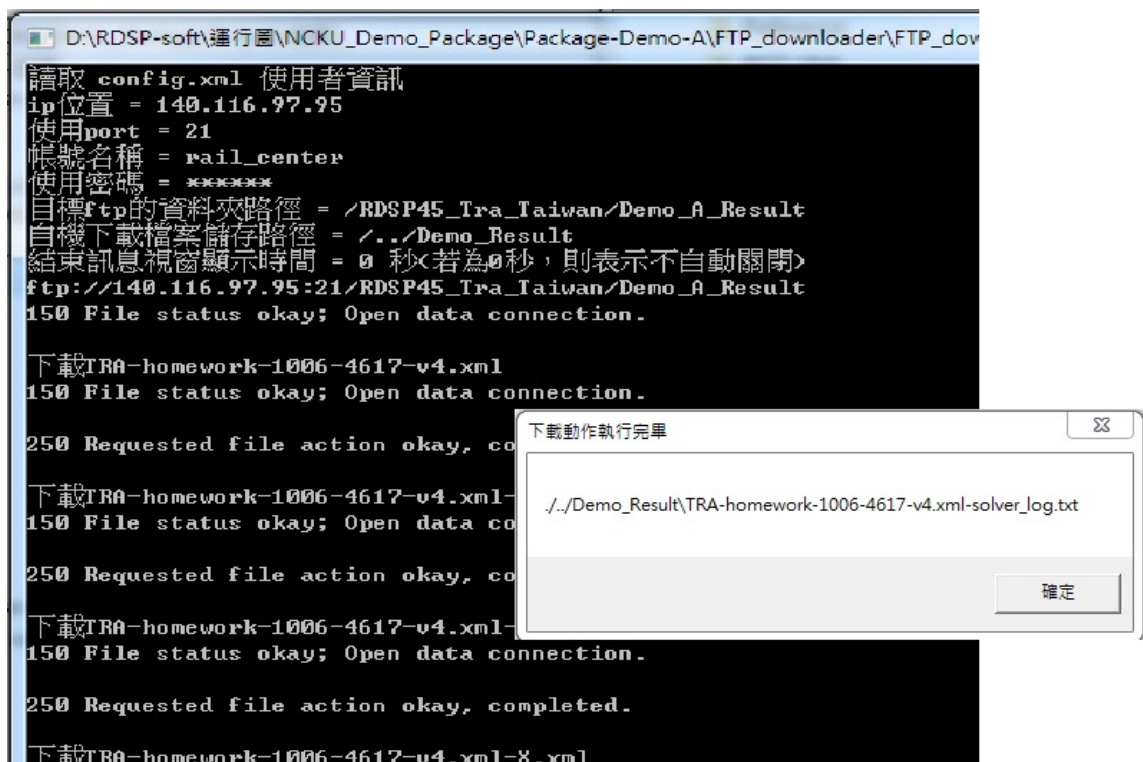 D:\RDSP-soft\運行圖\NCKU_Demo_Package\Package-Demo-A\FTP_downloader\FTP_dow
讀取 config.xml 使用者資訊
ip位置 = 140.116.97.95
使用port = 21
帳號名稱 = rail_center
使用密碼 = ******
目標ftp的資料夾路徑 = /RDSP45_Tra_Taiwan/Demo_A_Result
自機下載檔案儲存路徑 = /../Demo_Result
結束訊息視窗顯示時間 = 0 秒<若為0秒，則表示不自動關閉>
ftp://140.116.97.95:21/RDSP45_Tra_Taiwan/Demo_A_Result
150 File status okay; Open data connection.
下載TRA-homework-1006-4617-v4.xml
150 File status okay; Open data connection.
250 Requested file action okay, co
下載TRA-homework-1006-4617-v4.xml-
150 File status okay; Open data co
250 Requested file action okay, co
下載TRA-homework-1006-4617-v4.xml-
150 File status okay; Open data connection.
250 Requested file action okay, completed.
下載TRA-homework-1006-4617-v4.xml-X.xml
下載動作執行完畢
./../Demo_Result\TRA-homework-1006-4617-v4.xml-solver_log.txt
確定